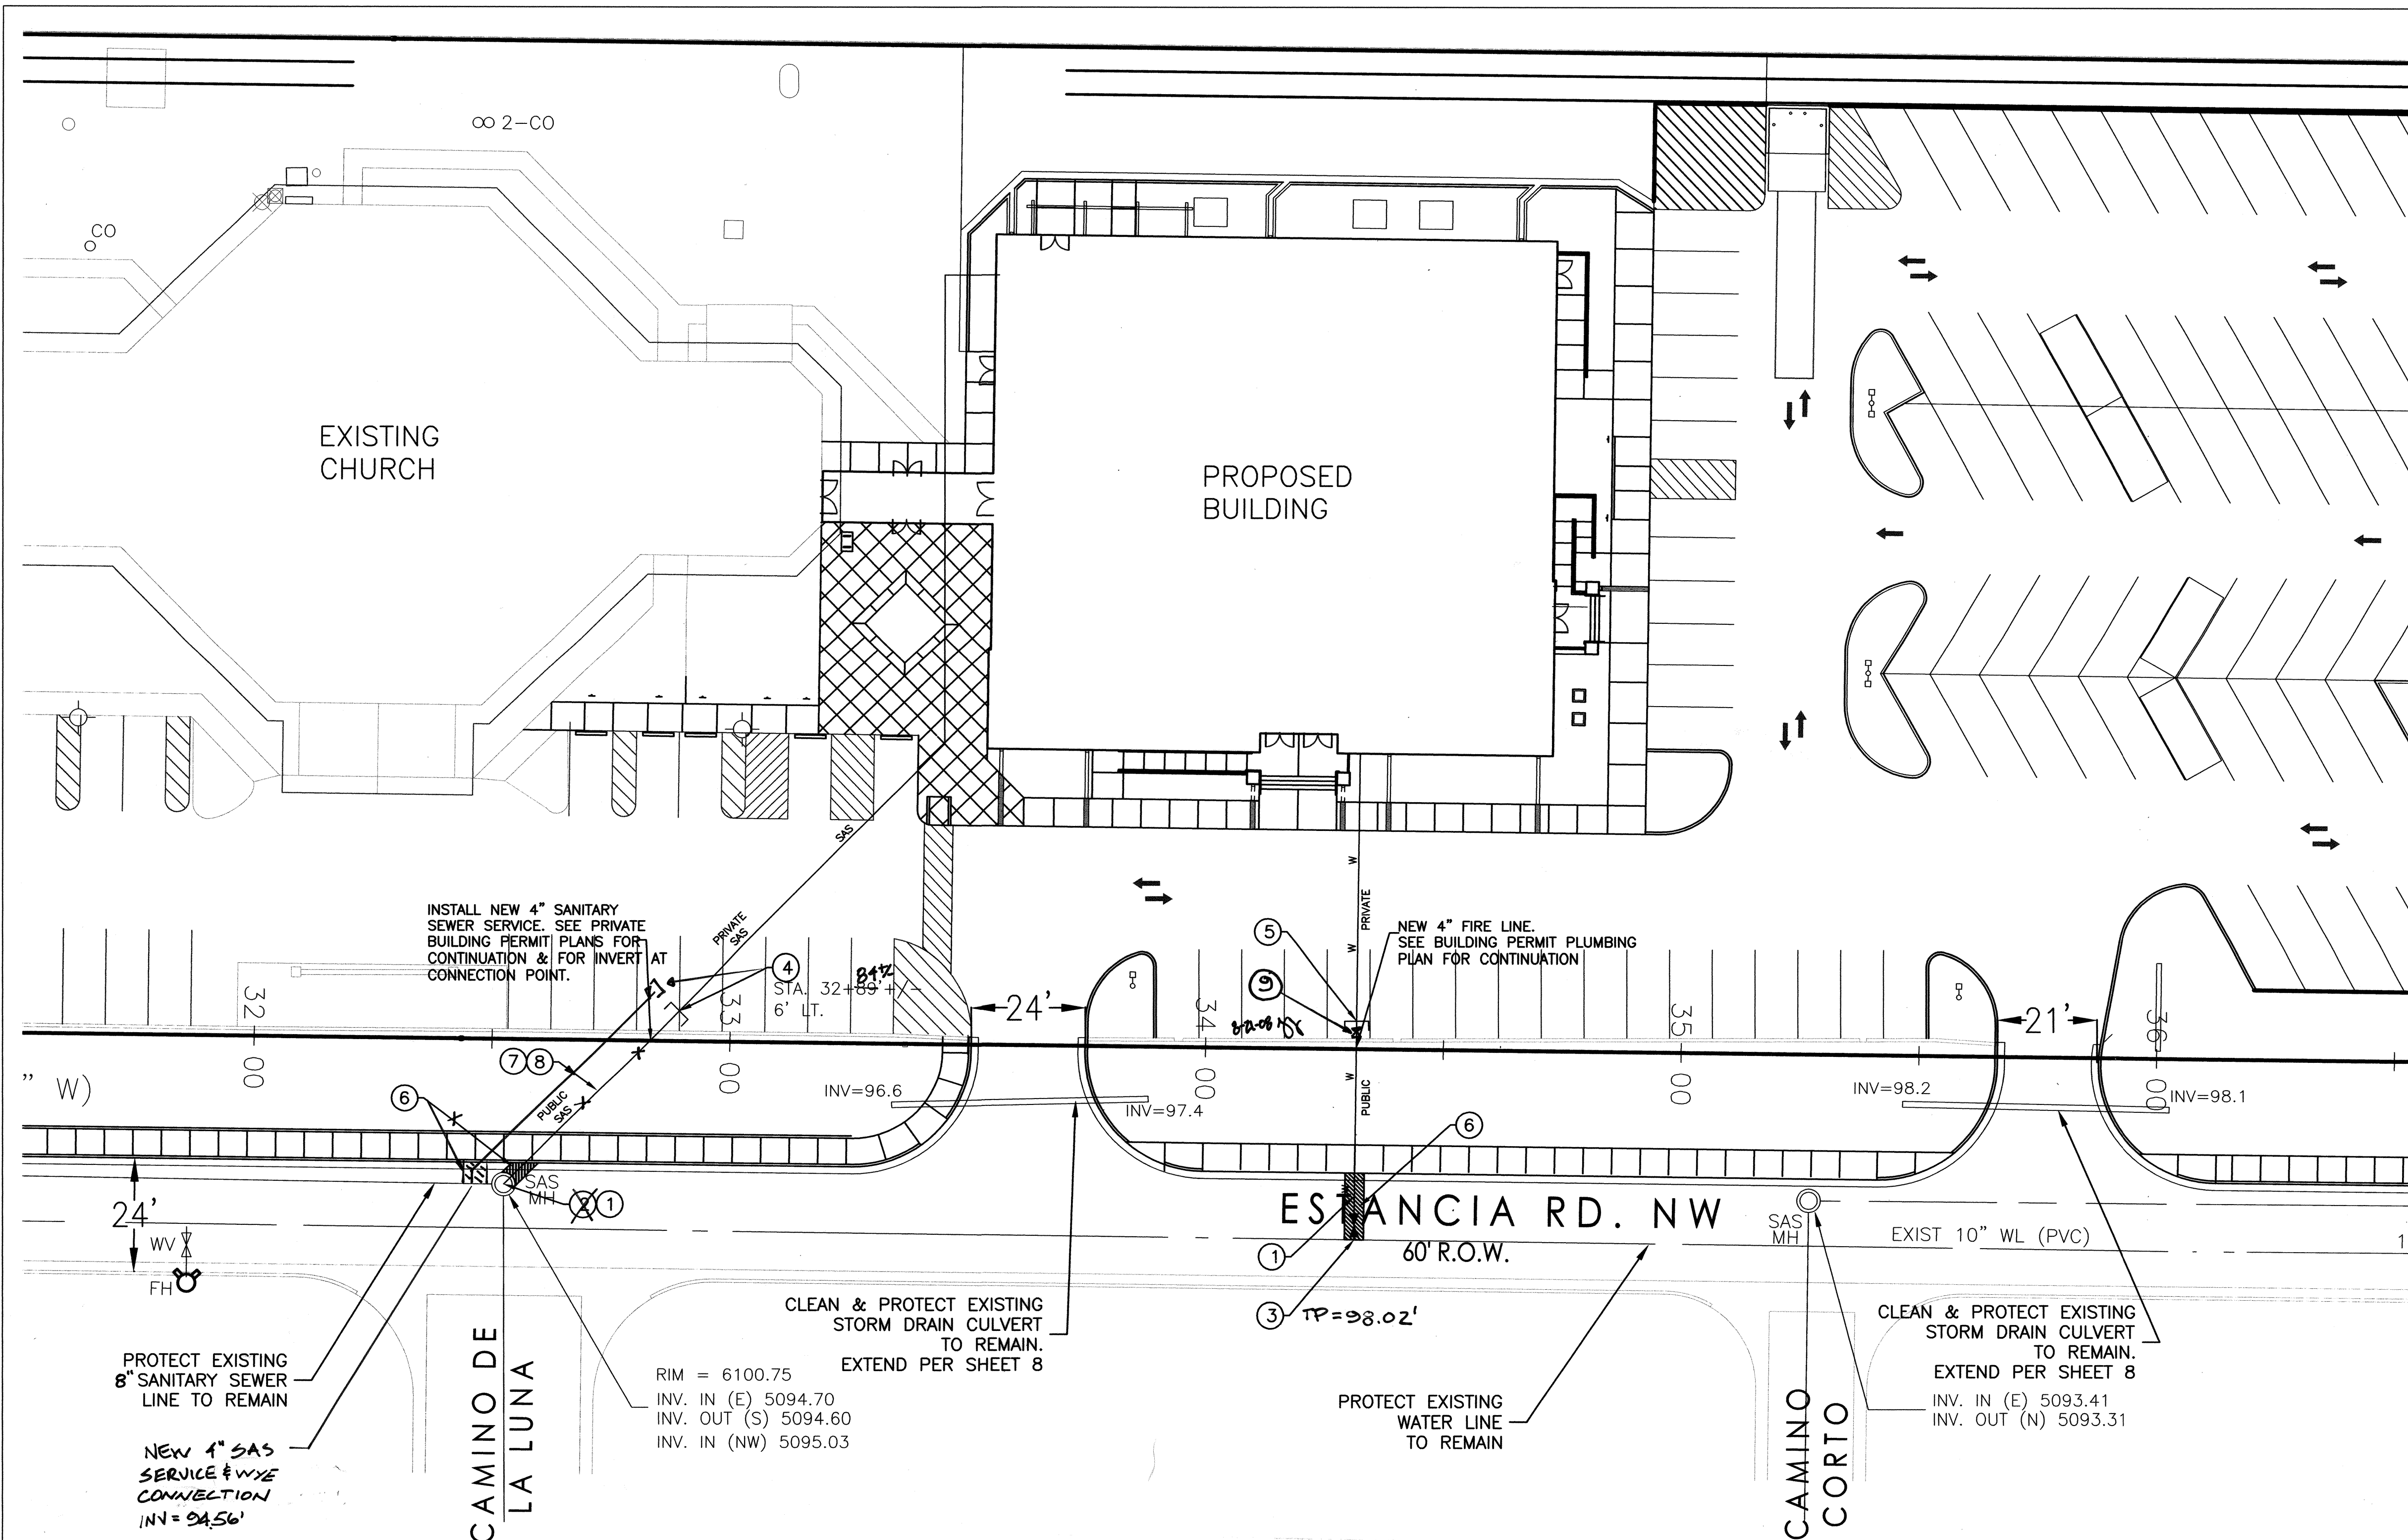 2-CO
CO
EXISTING
CHURCH
PROPOSED
BUILDING
SAS
INSTALL NEW 4" SANITARY
SEWER SERVICE. SEE PRIVATE
BUILDING PERMIT PLANS FOR
CONTINUATION & FOR INVERT AT
CONNECTION POINT.
PRIVATE
SAS
4
84
STA. 32+89'+/-
6' LT.
W
PRIVATE
W
5
9
8-21-08
NEW 4" FIRE LINE.
SEE BUILDING PERMIT PLUMBING
PLAN FOR CONTINUATION
24'
21'
32
00
33
00
34
00
35
00
36
00
" W)
7
8
6
PUBLIC
SAS
INV=96.6
INV=97.4
W
PUBLIC
6
INV=98.2
INV=98.1
24'
WV
FH
SAS
MH
2
1
ESTANCIA RD. NW
60' R.O.W.
1
3
TP=98.02'
SAS
MH
EXIST 10" WL (PVC)
1
PROTECT EXISTING
8" SANITARY SEWER
LINE TO REMAIN
NEW 4" SAS
SERVICE & WYE
CONNECTION
INV = 94.56'
CAMINO DE
LA LUNA
RIM = 6100.75
INV. IN (E) 5094.70
INV. OUT (S) 5094.60
INV. IN (NW) 5095.03
CLEAN & PROTECT EXISTING
STORM DRAIN CULVERT
TO REMAIN.
EXTEND PER SHEET 8
PROTECT EXISTING
WATER LINE
TO REMAIN
CAMINO
CORTO
CLEAN & PROTECT EXISTING
STORM DRAIN CULVERT
TO REMAIN.
EXTEND PER SHEET 8
INV. IN (E) 5093.41
INV. OUT (N) 5093.31